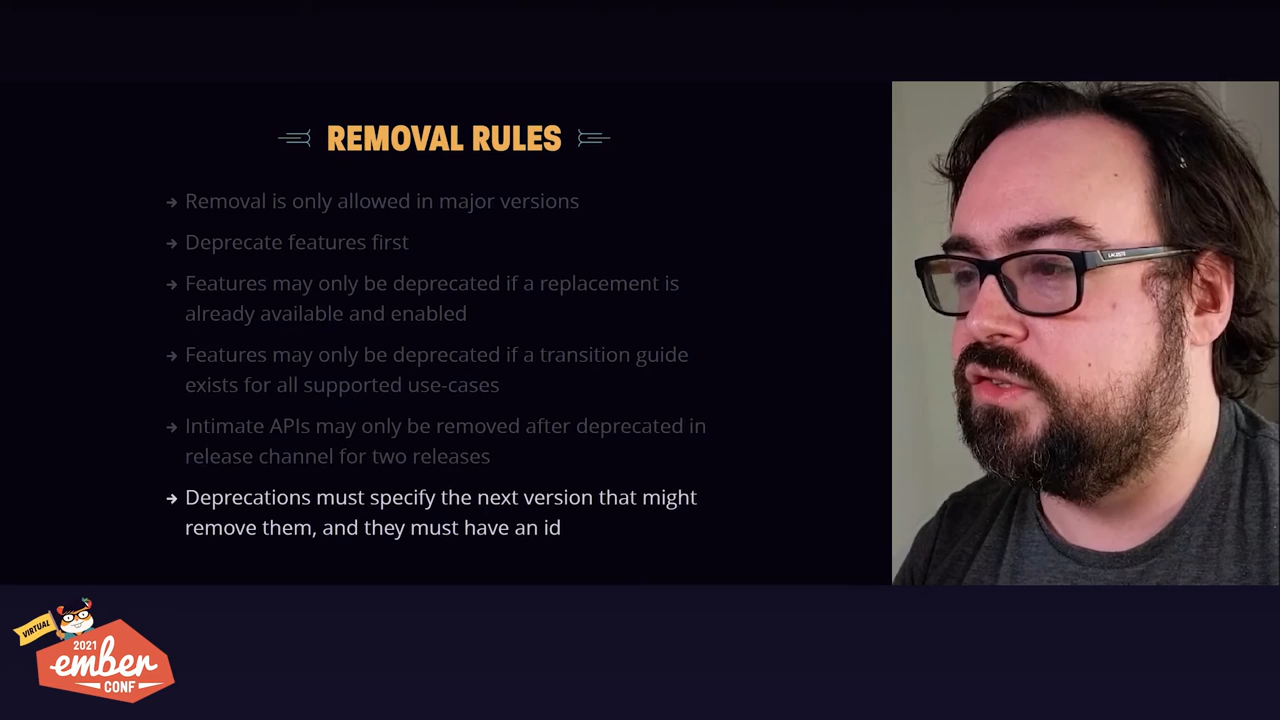 REMOVAL RULES
→ Removal is only allowed in major versions
→ Deprecate features first
→ Features may only be deprecated if a replacement is
already available and enabled
→ Features may only be deprecated if a transition guide
exists for all supported use-cases
→ Intimate APIs may only be removed after deprecated in
release channel for two releases
→ Deprecations must specify the next version that might
remove them, and they must have an id
LACOSTE
VIRTUAL
2021
ember
CONF